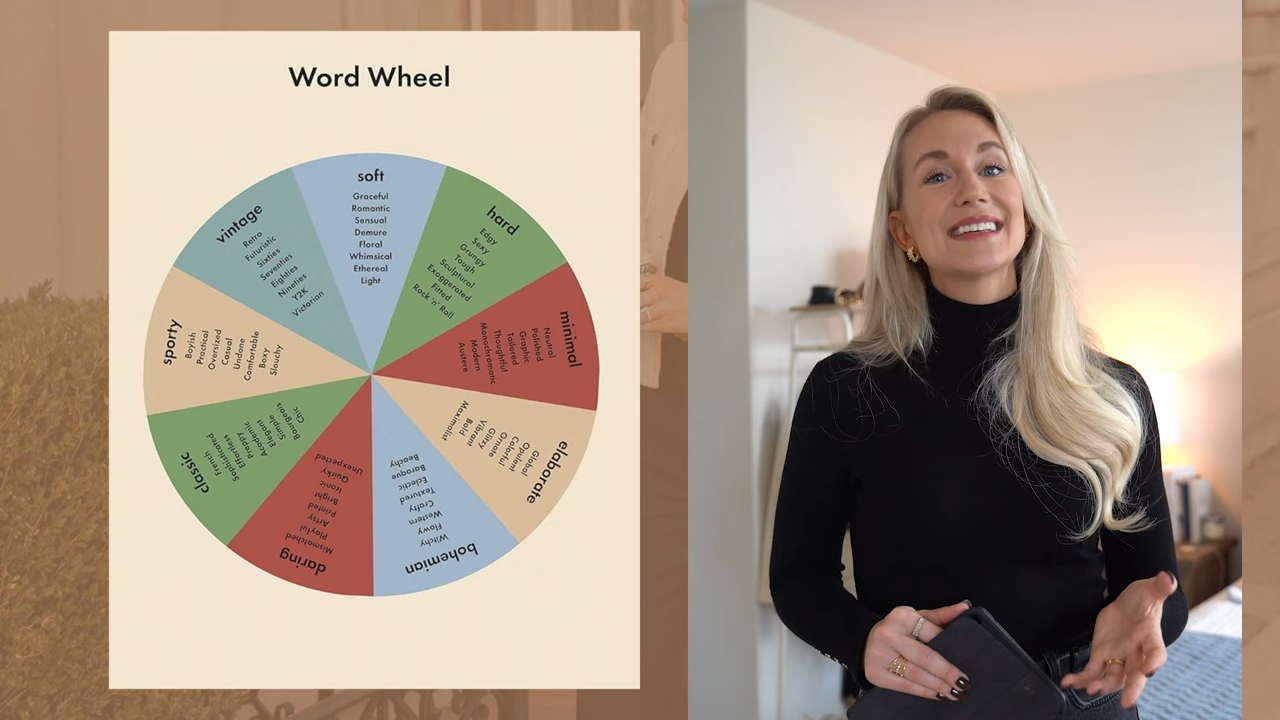 Word Wheel
soft
Graceful
Romantic
Sensual
Demure
Floral
Whimsical
Ethereal
Light
hard
Edgy
Sexy
Grungy
Tough
Sculptural
Exaggerated
Fitted
Rock 'n' Roll
minimal
Neutral
Polished
Graphic
Tailored
Thoughtful
Monochromatic
Modern
Austere
elaborate
Global
Opulent
Colorful
Ornate
Glitzy
Vibrant
Bold
Maximalist
bohemian
Witchy
Flowy
Western
Crafty
Textured
Eclectic
Baroque
Beachy
daring
Mismatched
Playful
Artsy
Printed
Bright
Ironic
Quirky
Unexpected
classic
French
Sophisticated
Effortless
Preppy
Academic
Elegant
Simple
Bourgeois
Chic
sporty
Boyish
Practical
Oversized
Casual
Undone
Comfortable
Boxy
Slouchy
vintage
Retro
Futuristic
Sixties
Seventies
Eighties
Nineties
Y2K
Victorian